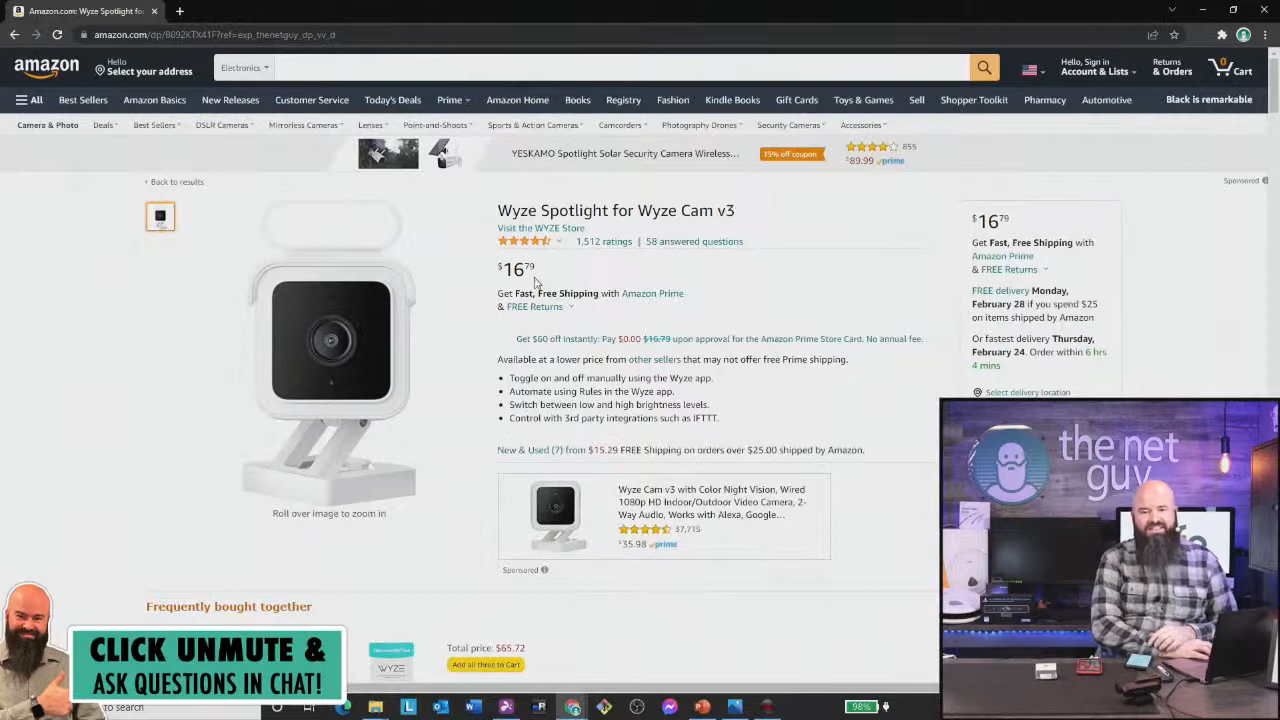 Amazon.com: Wyze Spotlight for
amazon.com/dp/B092KTX41F?ref=exp_thenetguy_dp_vv_d
amazon
Hello
Select your address
Electronics
Hello, Sign in
Account & Lists
Returns
& Orders
0
Cart
All
Best Sellers
Amazon Basics
New Releases
Customer Service
Today's Deals
Prime
Amazon Home
Books
Registry
Fashion
Kindle Books
Gift Cards
Toys & Games
Sell
Shopper Toolkit
Pharmacy
Automotive
Black is remarkable
Camera & Photo
Deals
Best Sellers
DSLR Cameras
Mirrorless Cameras
Lenses
Point-and-Shoots
Sports & Action Cameras
Camcorders
Photography Drones
Security Cameras
Accessories
YESKAMO Spotlight Solar Security Camera Wireless...
15% off coupon
855
$89.99 prime
Sponsored
‹ Back to results
Wyze Spotlight for Wyze Cam v3
Visit the WYZE Store
1,512 ratings | 58 answered questions
$16 79
Get Fast, Free Shipping with Amazon Prime
& FREE Returns
Get $60 off instantly: Pay $0.00 $16.79 upon approval for the Amazon Prime Store Card. No annual fee.
Available at a lower price from other sellers that may not offer free Prime shipping.
• Toggle on and off manually using the Wyze app.
• Automate using Rules in the Wyze app.
• Switch between low and high brightness levels.
• Control with 3rd party integrations such as IFTTT.
New & Used (7) from $15.29 FREE Shipping on orders over $25.00 shipped by Amazon.
Wyze Cam v3 with Color Night Vision, Wired
1080p HD Indoor/Outdoor Video Camera, 2-
Way Audio, Works with Alexa, Google...
37,715
$35.98 prime
Sponsored
Roll over image to zoom in
$16 79
Get Fast, Free Shipping with
Amazon Prime
& FREE Returns
FREE delivery Monday,
February 28 if you spend $25
on items shipped by Amazon
Or fastest delivery Thursday,
February 24. Order within 6 hrs
4 mins
Select delivery location
the net
guy
Frequently bought together
WYZE
Total price: $65.72
Add all three to Cart
CLICK UNMUTE &
ASK QUESTIONS IN CHAT!
to search
98%